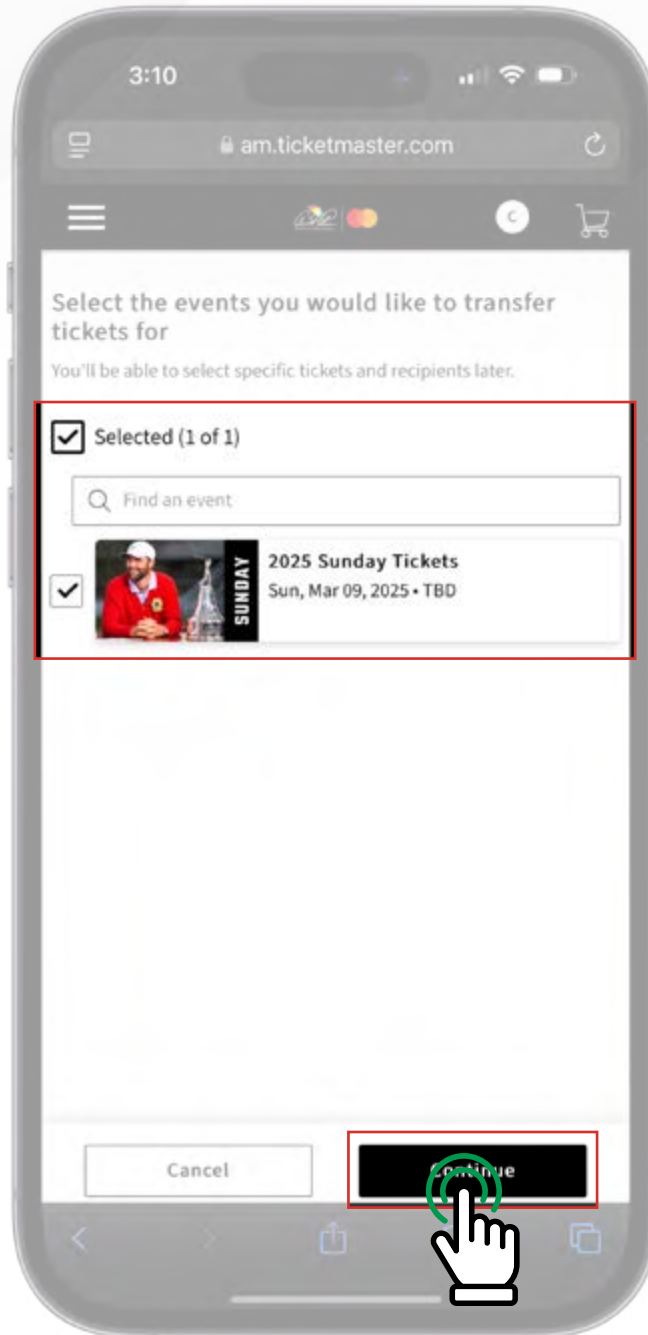 3:10
am.ticketmaster.com
C
Select the events you would like to transfer
tickets for
You'll be able to select specific tickets and recipients later.
Selected (1 of 1)
Find an event
SUNDAY
2025 Sunday Tickets
Sun, Mar 09, 2025 • TBD
Cancel
Continue